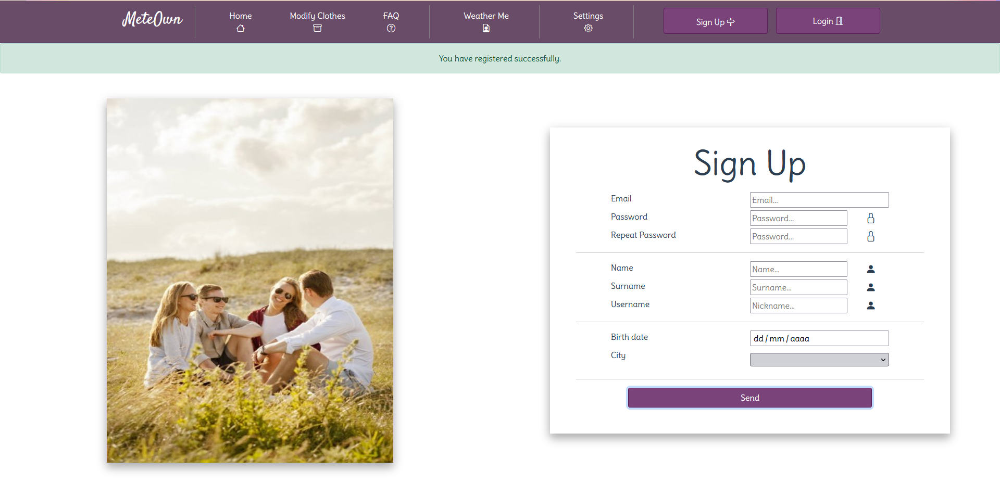 MeteOwn
Home
Modify Clothes
FAQ
Weather Me
Settings
Sign Up
Login
You have registered successfully.
Sign Up
Email
Email...
Password
Password...
Repeat Password
Password...
Name
Name...
Surname
Surname...
Username
Nickname...
Birth date
dd/mm/aaaa
City
Send